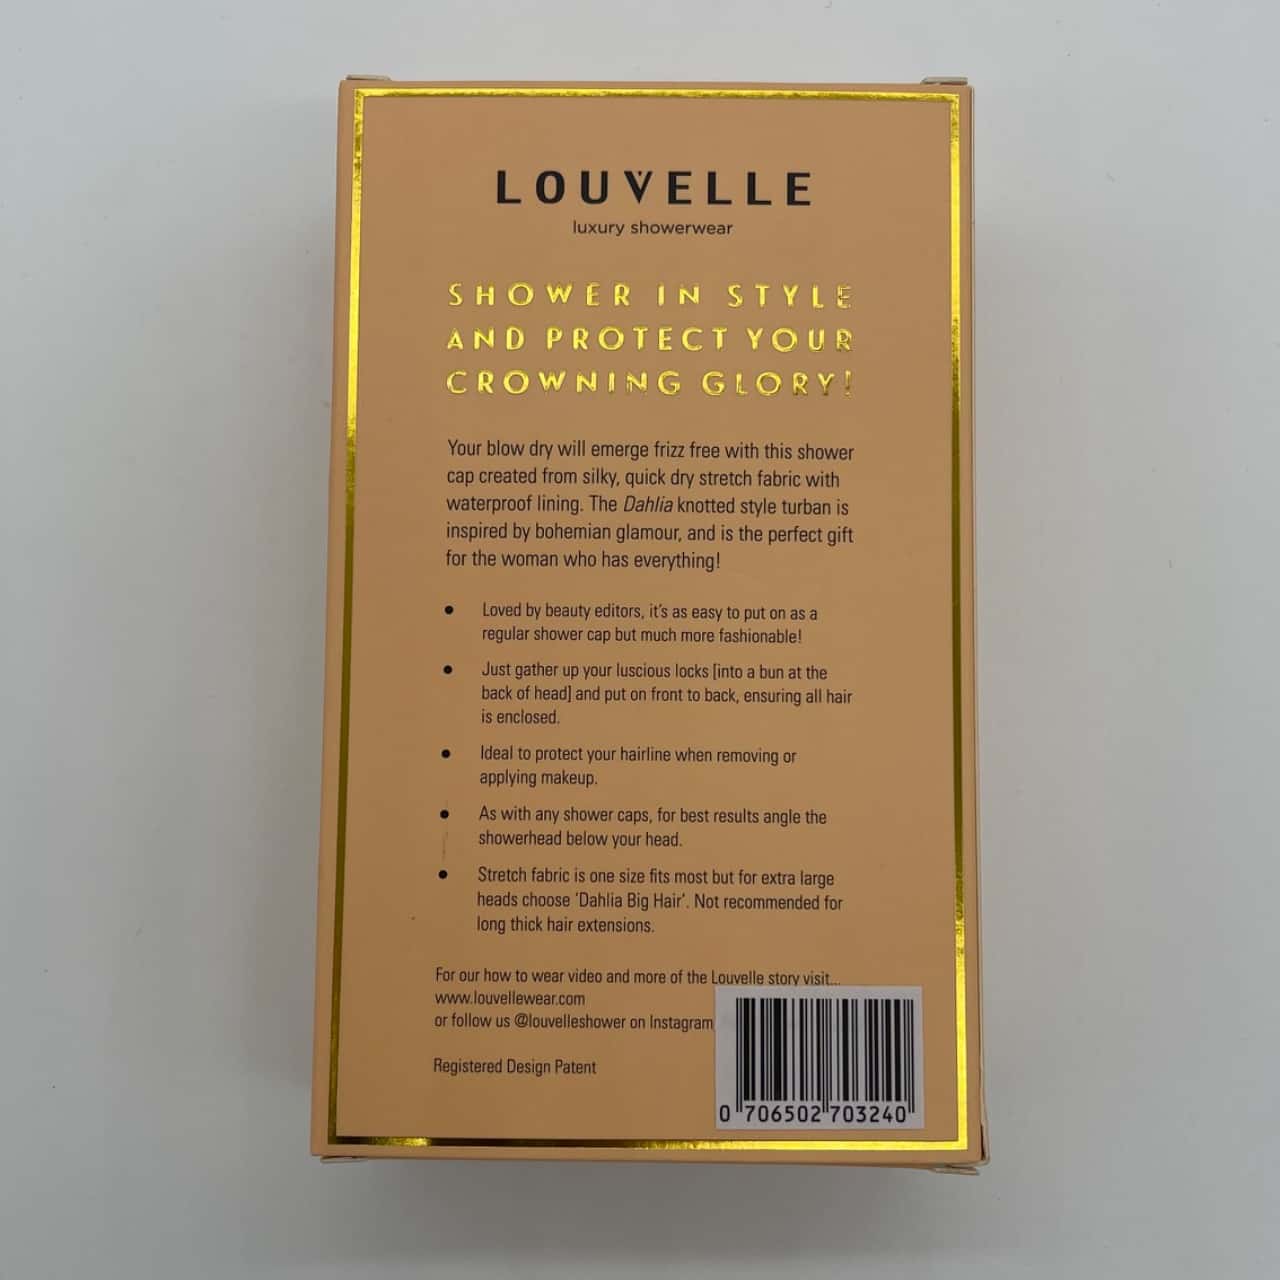 LOUVELLE
luxury showerwear
SHOWER IN STYLE
AND PROTECT YOUR
CROWNING GLORY!
Your blow dry will emerge frizz free with this shower
cap created from silky, quick dry stretch fabric with
waterproof lining. The Dahlia knotted style turban is
inspired by bohemian glamour, and is the perfect gift
for the woman who has everything!
● Loved by beauty editors, it's as easy to put on as a
regular shower cap but much more fashionable!
● Just gather up your luscious locks [into a bun at the
back of head] and put on front to back, ensuring all hair
is enclosed.
● Ideal to protect your hairline when removing or
applying makeup.
● As with any shower caps, for best results angle the
showerhead below your head.
● Stretch fabric is one size fits most but for extra large
heads choose 'Dahlia Big Hair'. Not recommended for
long thick hair extensions.
For our how to wear video and more of the Louvelle story visit...
www.louvellewear.com
or follow us @louvelleshower on Instagram
Registered Design Patent
0 706502 703240